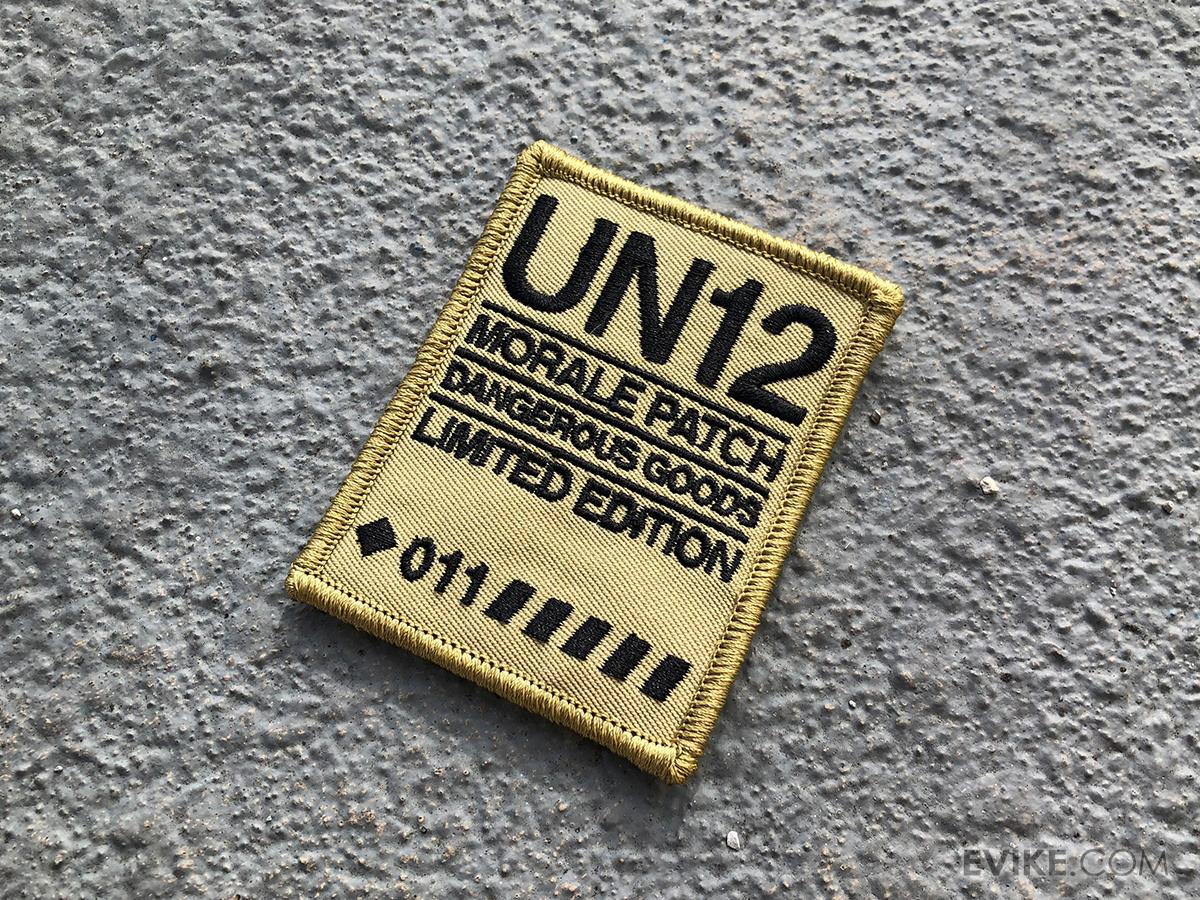 UN12
MORALE PATCH
DANGEROUS GOODS
LIMITED EDITION
◆011
EVIKE.COM